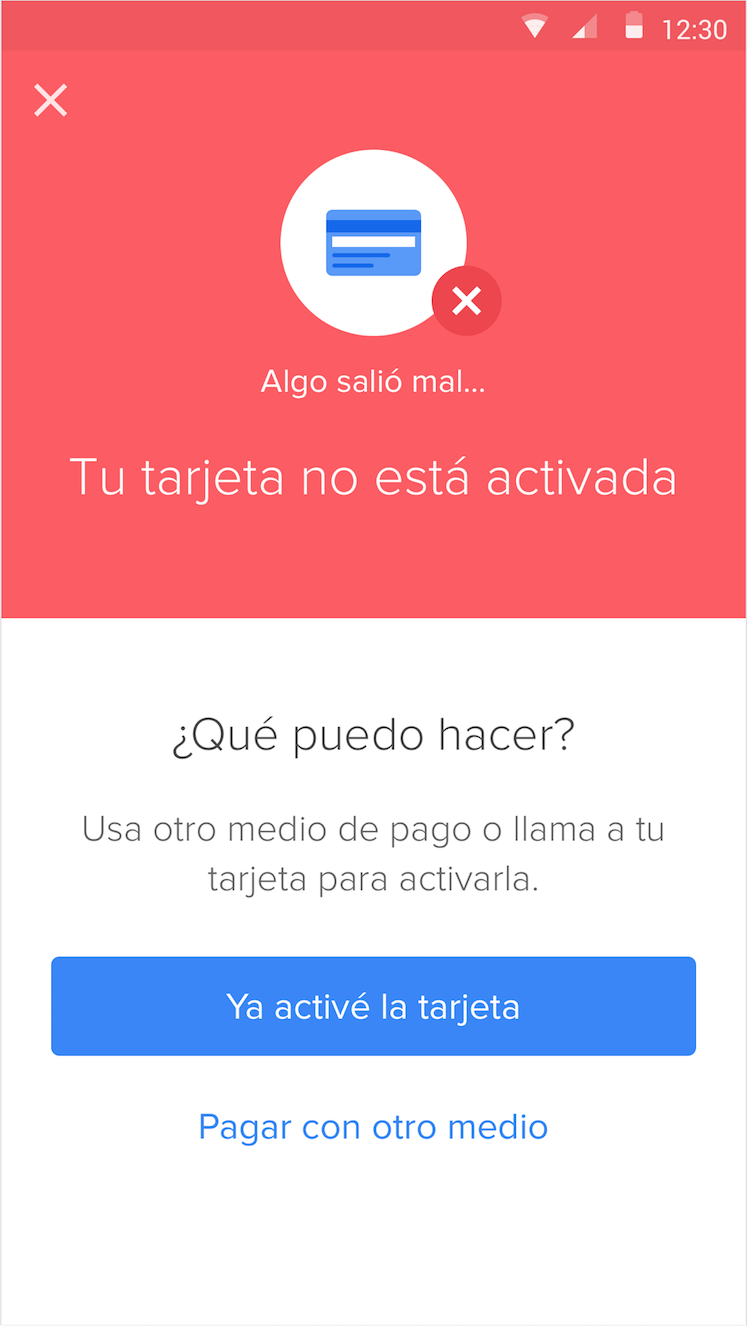 12:30
Algo salió mal...
Tu tarjeta no está activada
¿Qué puedo hacer?
Usa otro medio de pago o llama a tu
tarjeta para activarla.
Ya activé la tarjeta
Pagar con otro medio